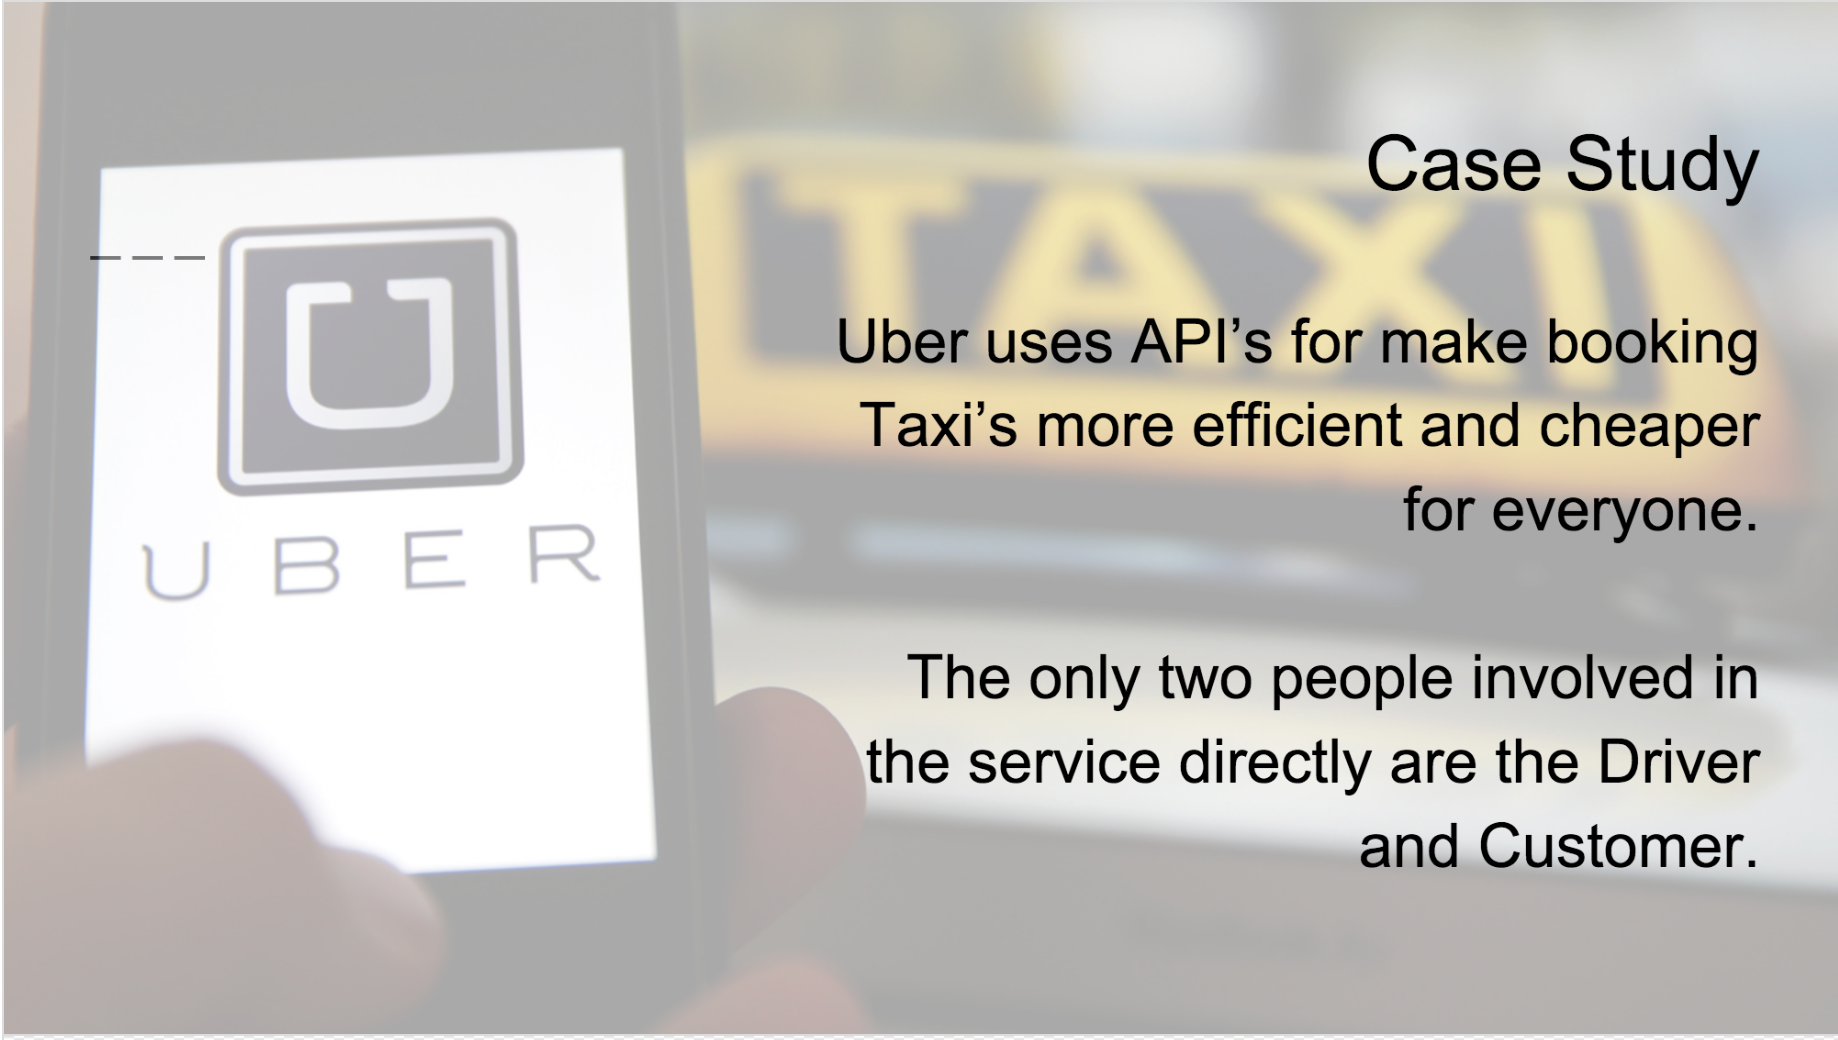 Case Study
TAXI
U
UBER
Uber uses API’s for make booking
Taxi’s more efficient and cheaper
for everyone.
The only two people involved in
the service directly are the Driver
and Customer.